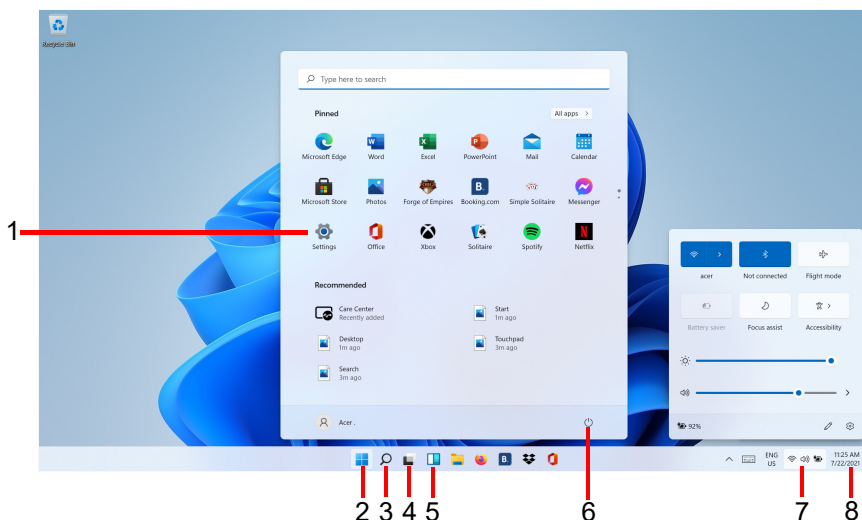 Recycle Bin
Type here to search
Pinned
All apps >
Microsoft Edge
Word
Excel
PowerPoint
Mail
Calendar
Microsoft Store
Photos
Forge of Empires
Booking.com
Simple Solitaire
Messenger
1
Settings
Office
Xbox
Solitaire
Spotify
Netflix
Recommended
Care Center
Recently added
Start
1m ago
Desktop
1m ago
Touchpad
3m ago
Search
3m ago
Acer .
acer
Not connected
Flight mode
Battery saver
Focus assist
Accessibility
92%
ENG
US
11:25 AM
7/22/2021
2 3 4 5 6 7 8